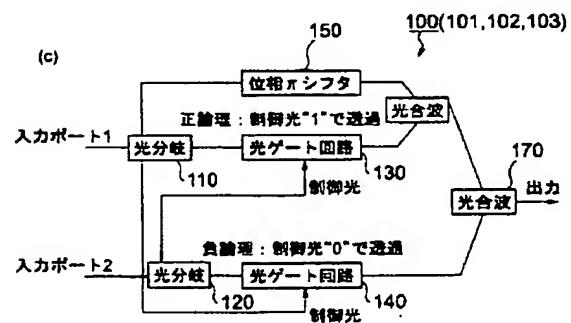 100(101,102,103)
(c)
150
位相πシフタ
正論理：制御光"1"で透過
光合波
入力ポート1
光分岐
光ゲート回路
110
130
170
制御光
光合波
出力
負論理：制御光"0"で透過
入力ポート2
光分岐
光ゲート回路
120
140
制御光